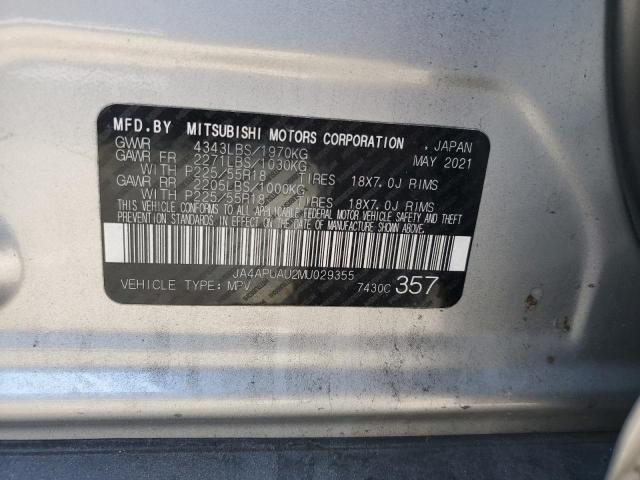 MFD.BY MITSUBISHI MOTORS CORPORATION , JAPAN
GVWR 4343LBS/1970KG MAY 2021
GAWR FR 2271LBS/1030KG
WITH P225/55R18 TIRES 18X7.0J RIMS
GAWR RR 2205LBS/1000KG
WITH P225/55R18 TIRES 18X7.0J RIMS
THIS VEHICLE CONFORMS TO ALL APPLICABLE FEDERAL MOTOR VEHICLE SAFETY AND THEFT
PREVENTION STANDARDS IN EFFECT ON THE DATE OF MANUFACTURE SHOWN ABOVE.
JA4APUAU2MU029355
VEHICLE TYPE: MPV 7430C 357